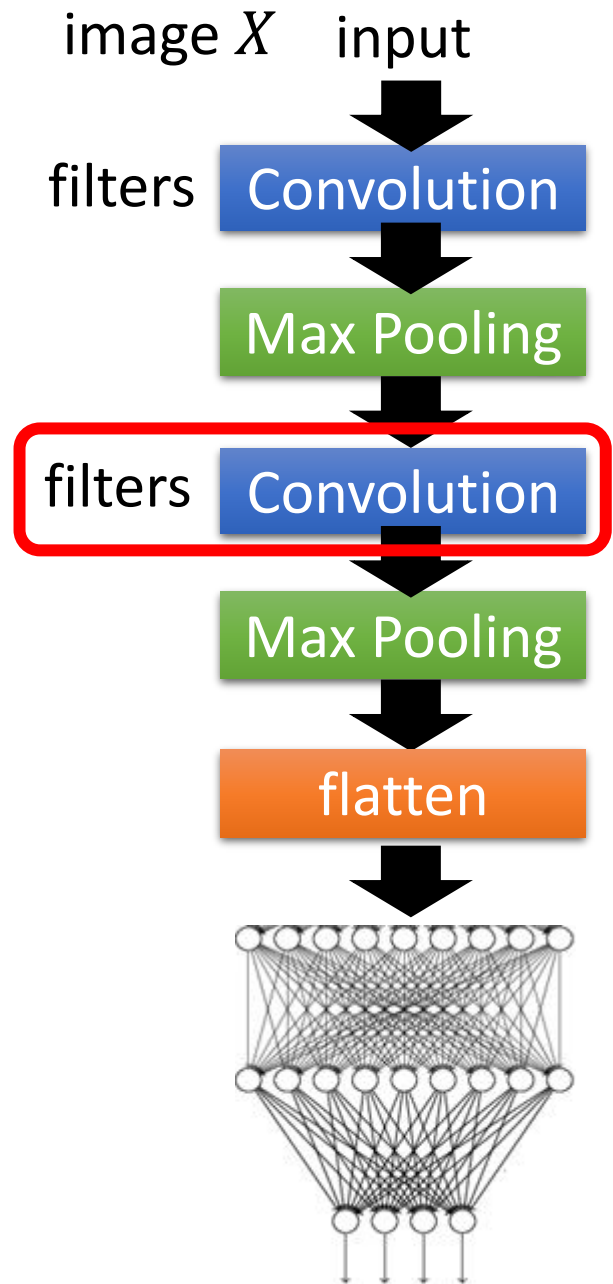 image X input
filters Convolution
Max Pooling
filters Convolution
Max Pooling
flatten